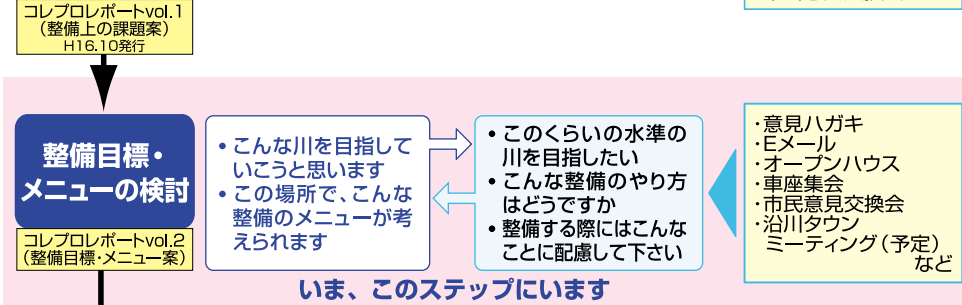 コレプロレポートvol.1
(整備上の課題案)
H16.10発行
整備目標・
メニューの検討
コレプロレポートvol.2
(整備目標・メニュー案)
・こんな川を目指して
いこうと思います
・この場所で、こんな
整備のメニューが考
えられます
・このくらいの水準の
川を目指したい
・こんな整備のやり方
はどうですか
・整備する際にはこんな
ことに配慮して下さい
・意見ハガキ
・Eメール
・オープンハウス
・車座集会
・市民意見交換会
・沿川タウン
ミーティング(予定)
など
いま、このステップにいます